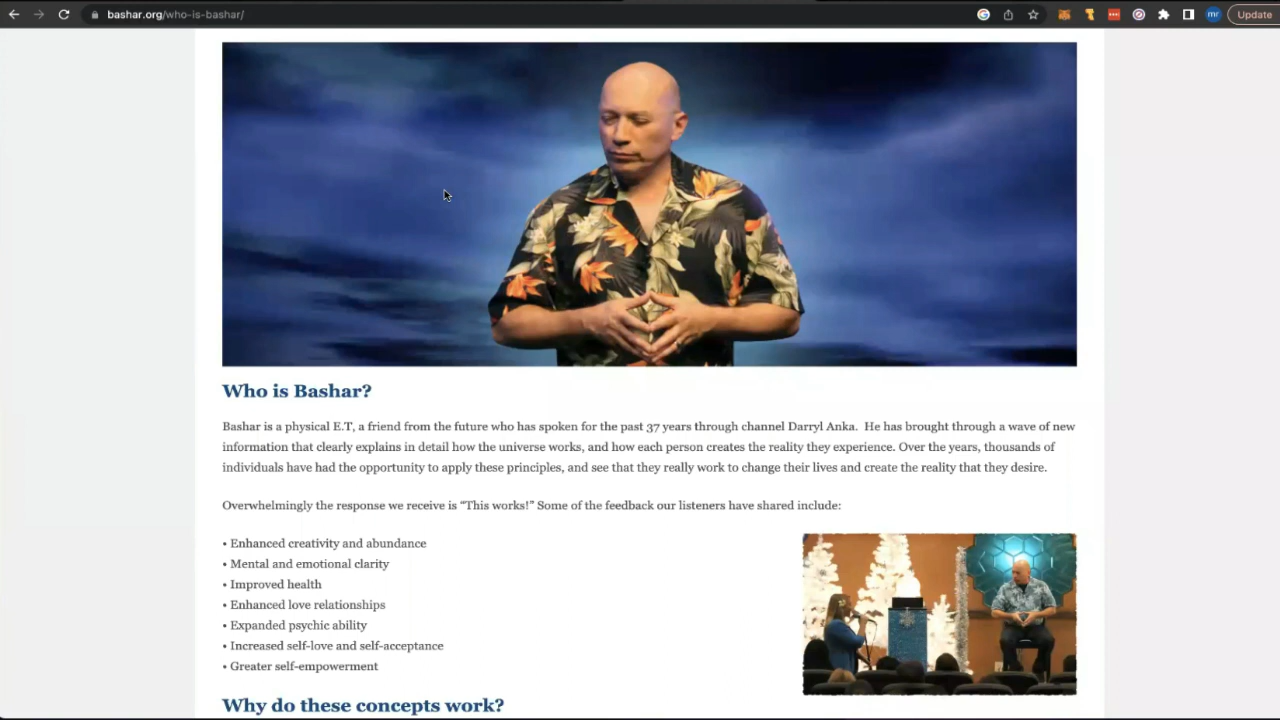 bashar.org/who-is-bashar/
mr
Update
Who is Bashar?
Bashar is a physical E.T, a friend from the future who has spoken for the past 37 years through channel Darryl Anka.  He has brought through a wave of new
information that clearly explains in detail how the universe works, and how each person creates the reality they experience. Over the years, thousands of
individuals have had the opportunity to apply these principles, and see that they really work to change their lives and create the reality that they desire.
Overwhelmingly the response we receive is “This works!” Some of the feedback our listeners have shared include:
• Enhanced creativity and abundance
• Mental and emotional clarity
• Improved health
• Enhanced love relationships
• Expanded psychic ability
• Increased self-love and self-acceptance
• Greater self-empowerment
Why do these concepts work?